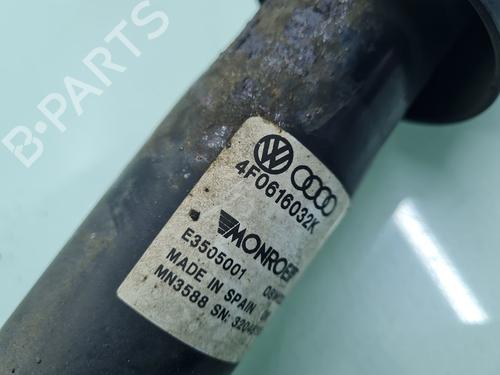 B-PARTS
4F0616032K
MONROE
E3505001
MADE IN SPAIN
MN3588 SN: